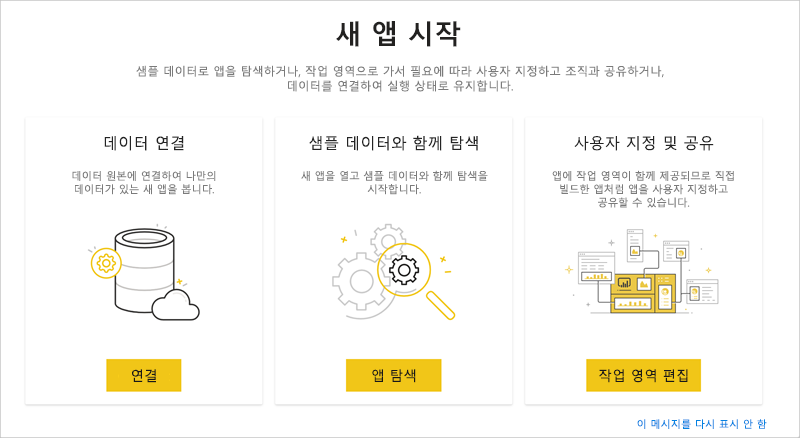 새 앱 시작
샘플 데이터로 앱을 탐색하거나, 작업 영역으로 가서 필요에 따라 사용자 지정하고 조직과 공유하거나,
데이터를 연결하여 실행 상태로 유지합니다.
데이터 연결
데이터 원본에 연결하여 나만의
데이터가 있는 새 앱을 봅니다.
연결
샘플 데이터와 함께 탐색
새 앱을 열고 샘플 데이터와 함께 탐색을
시작합니다.
앱 탐색
사용자 지정 및 공유
앱에 작업 영역이 함께 제공되므로 직접
빌드한 앱처럼 앱을 사용자 지정하고
공유할 수 있습니다.
작업 영역 편집
이 메시지를 다시 표시 안 함